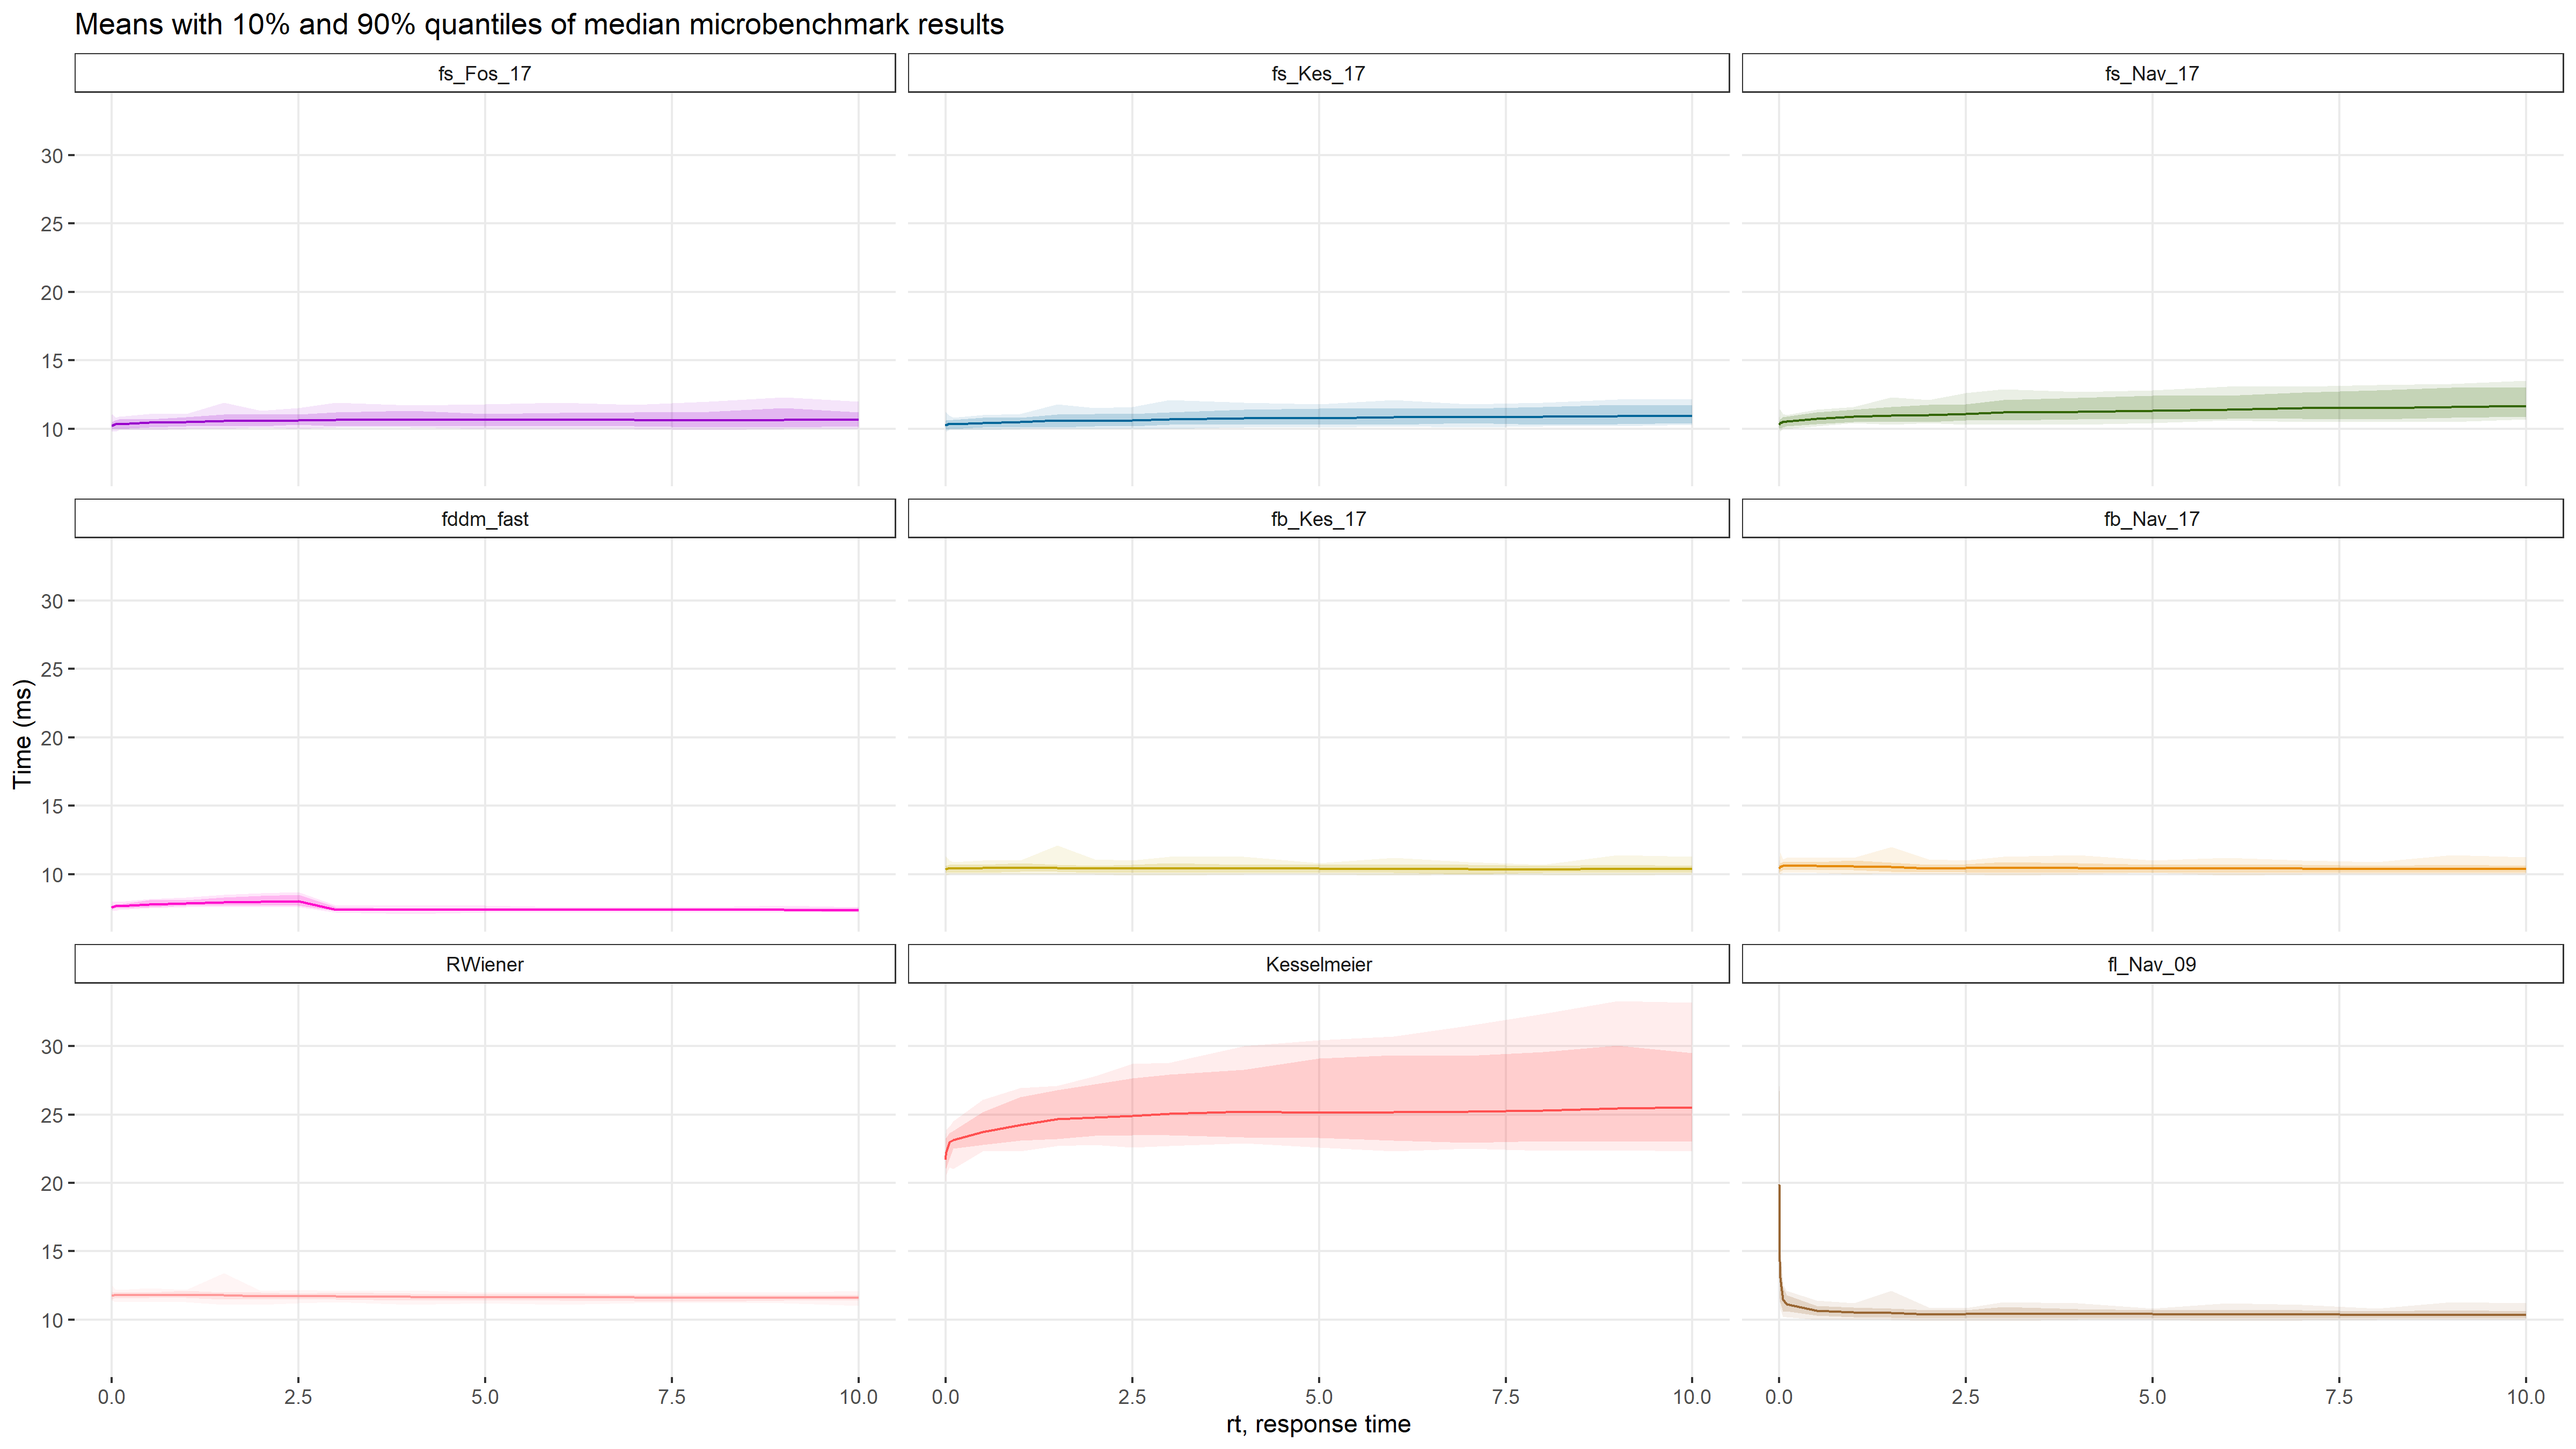 Means with 10% and 90% quantiles of median microbenchmark results
fs_Fos_17
fs_Kes_17
fs_Nav_17
30
25
20
15
10
fddm_fast
fb_Kes_17
fb_Nav_17
30
25
20
15
10
Time (ms)
RWiener
Kesselmeier
fl_Nav_09
30
25
20
15
10
0.0 2.5 5.0 7.5 10.0
0.0 2.5 5.0 7.5 10.0
0.0 2.5 5.0 7.5 10.0
rt, response time